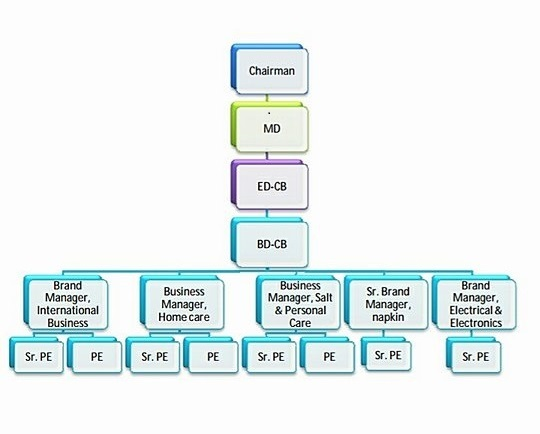 Chairman
MD
ED-CB
BD-CB
Brand
Manager,
International
Business
Business
Manager,
Home care
Business
Manager, Salt
& Personal
Care
Sr. Brand
Manager,
napkin
Brand
Manager,
Electrical &
Electronics
Sr. PE
PE
Sr. PE
PE
Sr. PE
PE
Sr. PE
Sr. PE